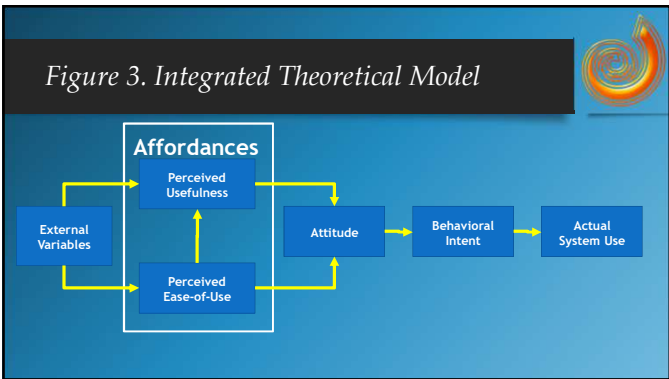 Figure 3. Integrated Theoretical Model
Affordances
Perceived
Usefulness
External
Variables
Attitude
Behavioral
Intent
Actual
System Use
Perceived
Ease-of-Use